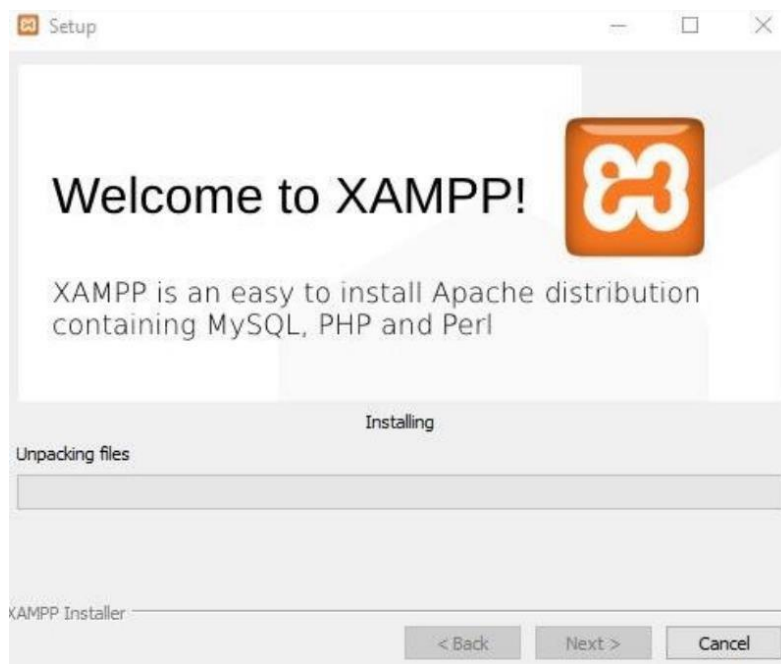 Setup
Welcome to XAMPP!
XAMPP is an easy to install Apache distribution
containing MySQL, PHP and Perl
Installing
Unpacking files
XAMPP Installer
< Back
Next >
Cancel